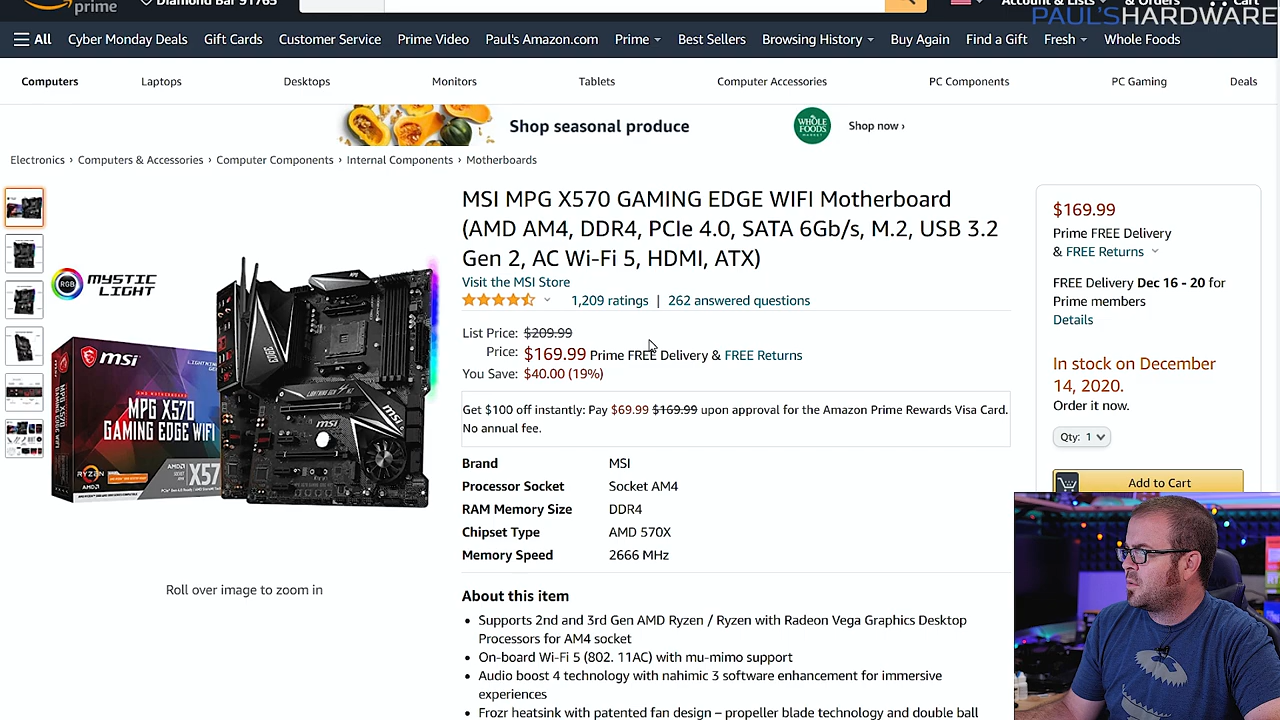 prime
Diamond Bar 91765
Account & Lists
& Orders
Cart
PAUL'SHARDWARE
All Cyber Monday Deals Gift Cards Customer Service Prime Video Paul's Amazon.com Prime Best Sellers Browsing History Buy Again Find a Gift Fresh Whole Foods
Computers Laptops Desktops Monitors Tablets Computer Accessories PC Components PC Gaming Deals
Shop seasonal produce
WHOLE FOODS MARKET
Shop now ›
Electronics › Computers & Accessories › Computer Components › Internal Components › Motherboards
MSI MPG X570 GAMING EDGE WIFI Motherboard
(AMD AM4, DDR4, PCIe 4.0, SATA 6Gb/s, M.2, USB 3.2
Gen 2, AC Wi-Fi 5, HDMI, ATX)
Visit the MSI Store
1,209 ratings | 262 answered questions
List Price: $209.99
Price: $169.99 Prime FREE Delivery & FREE Returns
You Save: $40.00 (19%)
Get $100 off instantly: Pay $69.99 $169.99 upon approval for the Amazon Prime Rewards Visa Card.
No annual fee.
Brand MSI
Processor Socket Socket AM4
RAM Memory Size DDR4
Chipset Type AMD 570X
Memory Speed 2666 MHz
About this item
• Supports 2nd and 3rd Gen AMD Ryzen / Ryzen with Radeon Vega Graphics Desktop
Processors for AM4 socket
• On-board Wi-Fi 5 (802. 11AC) with mu-mimo support
• Audio boost 4 technology with nahimic 3 software enhancement for immersive
experiences
• Frozr heatsink with patented fan design – propeller blade technology and double ball
RGB
MYSTIC
LIGHT
msi
MPG X570
GAMING EDGE WIFI
RYZEN
AMD
X57
msi
Roll over image to zoom in
$169.99
Prime FREE Delivery
& FREE Returns
FREE Delivery Dec 16 - 20 for
Prime members
Details
In stock on December
14, 2020.
Order it now.
Qty: 1
Add to Cart